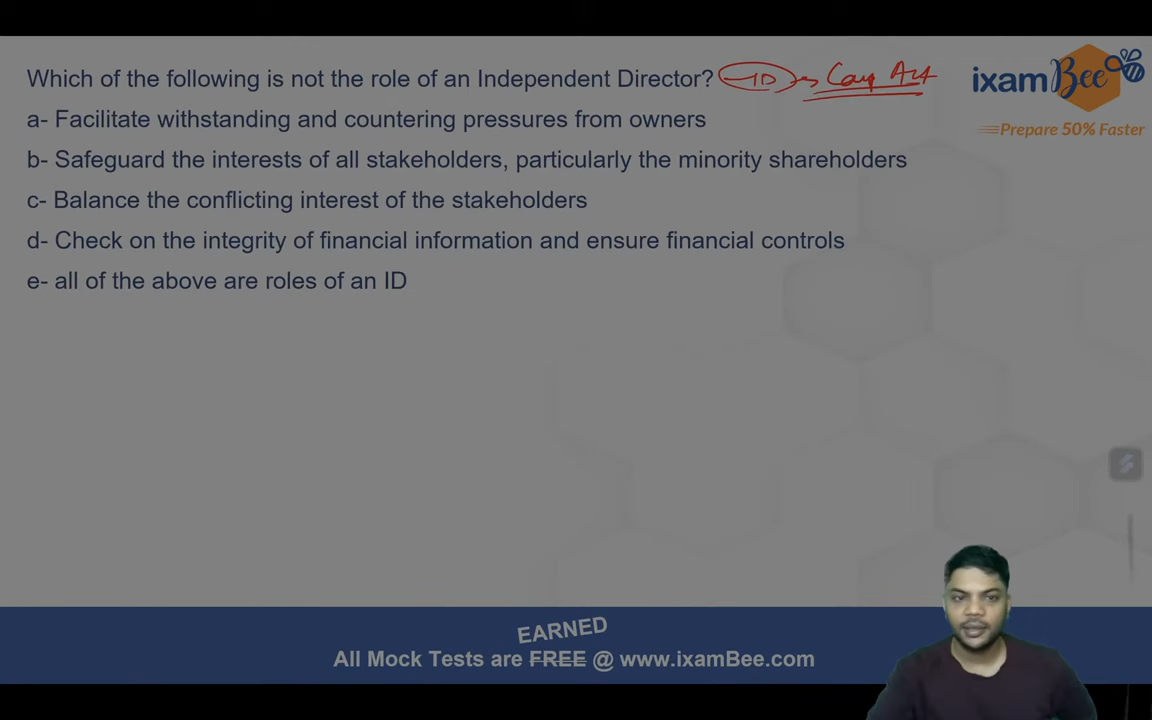 Which of the following is not the role of an Independent Director? ID → Comp Act
a- Facilitate withstanding and countering pressures from owners
b- Safeguard the interests of all stakeholders, particularly the minority shareholders
c- Balance the conflicting interest of the stakeholders
d- Check on the integrity of financial information and ensure financial controls
e- all of the above are roles of an ID
ixamBee
Prepare 50% Faster
EARNED
All Mock Tests are FREE @ www.ixamBee.com